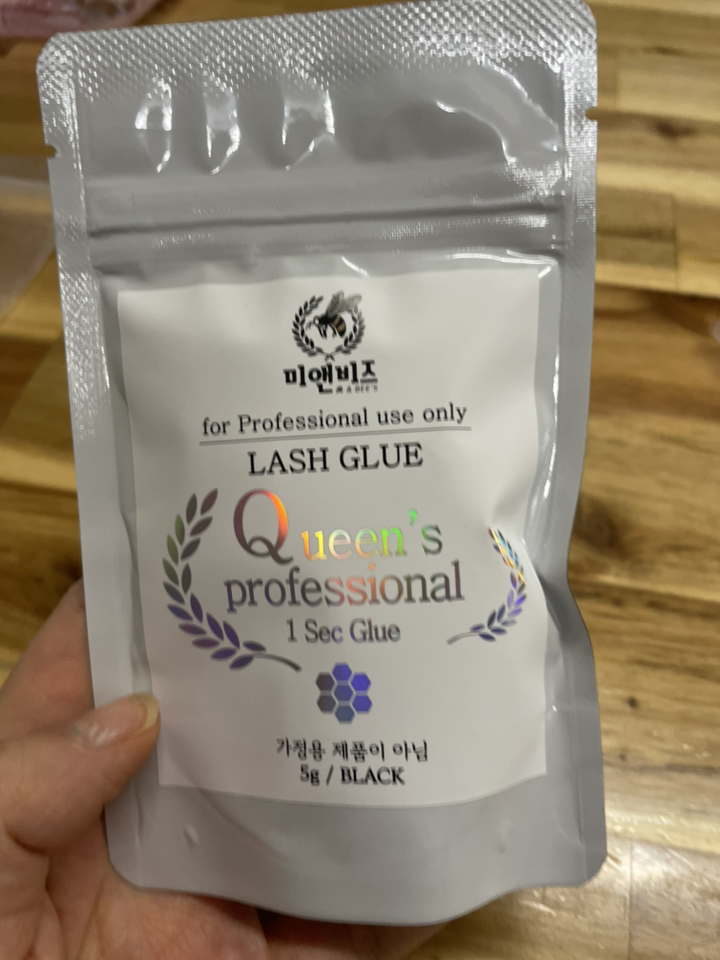 미앤비즈
for Professional use only
LASH GLUE
Queen's
professional
1 Sec Glue
가정용 제품이 아님
5g / BLACK